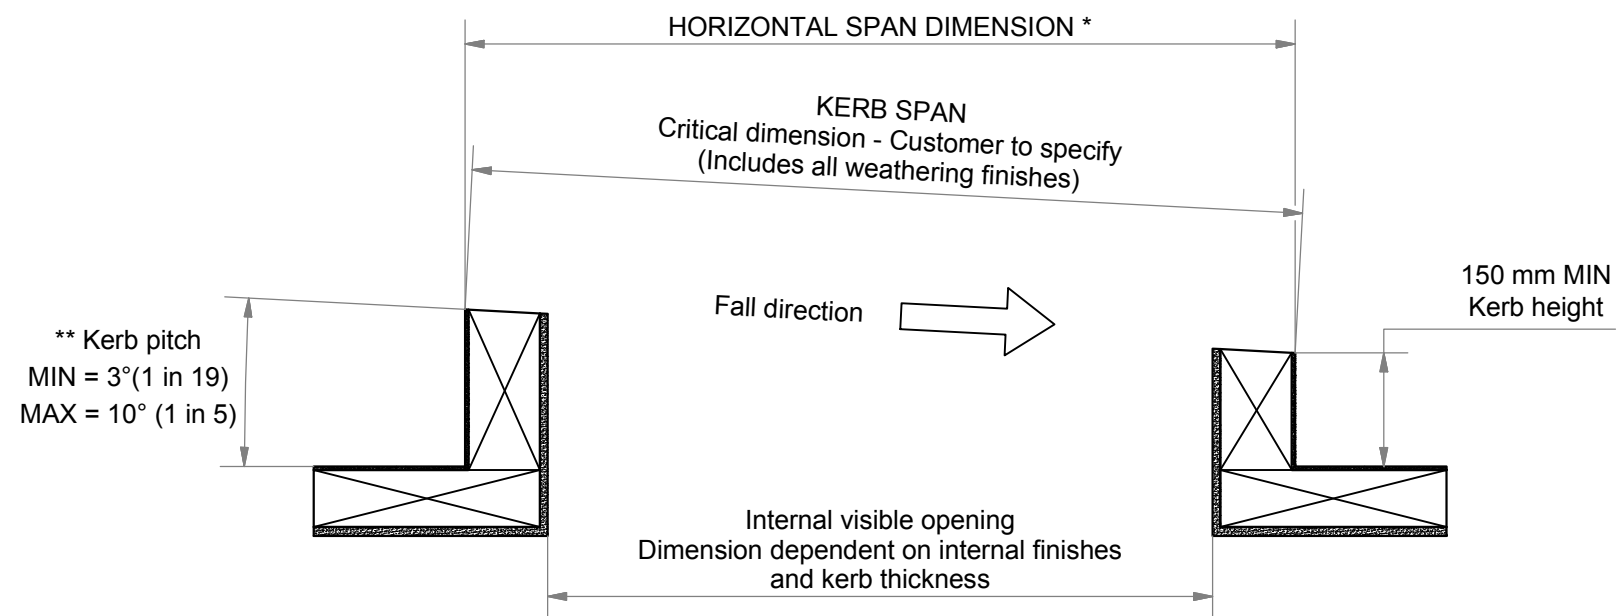 HORIZONTAL SPAN DIMENSION *
KERB SPAN
Critical dimension - Customer to specify
(Includes all weathering finishes)
150 mm MIN
Kerb height
Fall direction
** Kerb pitch
MIN = 3°(1 in 19)
MAX = 10° (1 in 5)
Internal visible opening
Dimension dependent on internal finishes
and kerb thickness